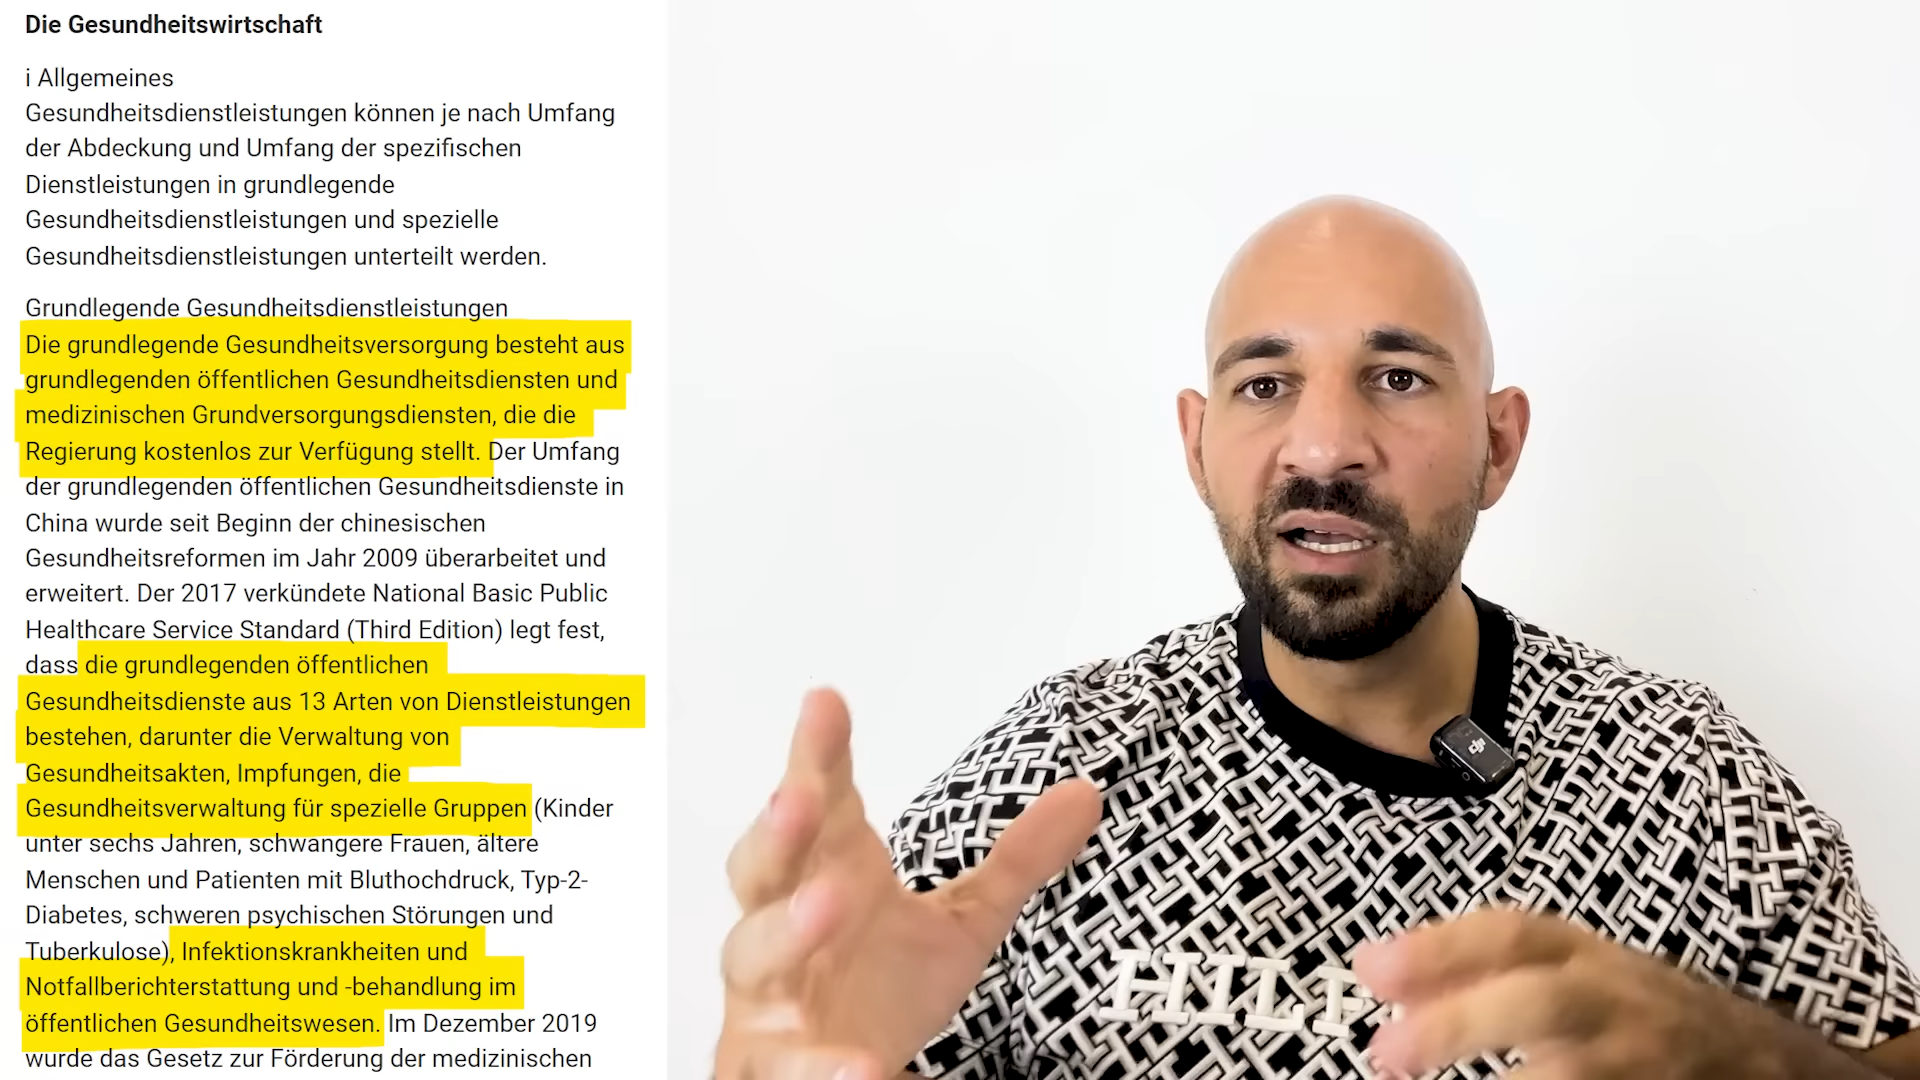 Die Gesundheitswirtschaft
i Allgemeines
Gesundheitsdienstleistungen können je nach Umfang
der Abdeckung und Umfang der spezifischen
Dienstleistungen in grundlegende
Gesundheitsdienstleistungen und spezielle
Gesundheitsdienstleistungen unterteilt werden.
Grundlegende Gesundheitsdienstleistungen
Die grundlegende Gesundheitsversorgung besteht aus
grundlegenden öffentlichen Gesundheitsdiensten und
medizinischen Grundversorgungsdiensten, die die
Regierung kostenlos zur Verfügung stellt. Der Umfang
der grundlegenden öffentlichen Gesundheitsdienste in
China wurde seit Beginn der chinesischen
Gesundheitsreformen im Jahr 2009 überarbeitet und
erweitert. Der 2017 verkündete National Basic Public
Healthcare Service Standard (Third Edition) legt fest,
dass die grundlegenden öffentlichen
Gesundheitsdienste aus 13 Arten von Dienstleistungen
bestehen, darunter die Verwaltung von
Gesundheitsakten, Impfungen, die
Gesundheitsverwaltung für spezielle Gruppen (Kinder
unter sechs Jahren, schwangere Frauen, ältere
Menschen und Patienten mit Bluthochdruck, Typ-2-
Diabetes, schweren psychischen Störungen und
Tuberkulose), Infektionskrankheiten und
Notfallberichterstattung und -behandlung im
öffentlichen Gesundheitswesen. Im Dezember 2019
wurde das Gesetz zur Förderung der medizinischen
dji